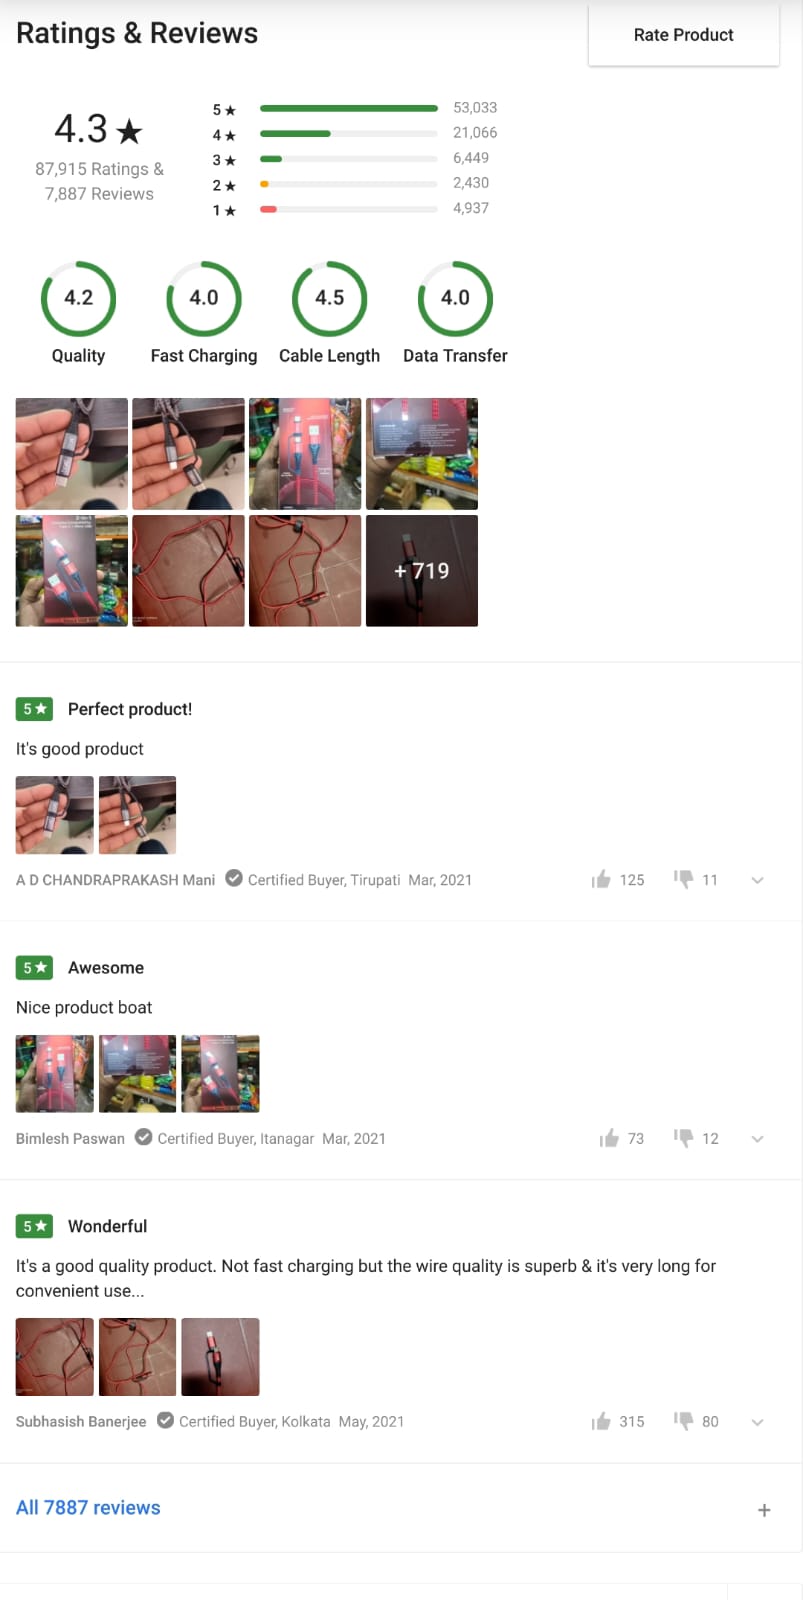 Ratings & Reviews
Rate Product
4.3 ★
87,915 Ratings &
7,887 Reviews
5 ★ 53,033
4 ★ 21,066
3 ★ 6,449
2 ★ 2,430
1 ★ 4,937
4.2 4.0 4.5 4.0
Quality Fast Charging Cable Length Data Transfer
+ 719
5 ★ Perfect product!
It's good product
A D CHANDRAPRAKASH Mani Certified Buyer, Tirupati Mar, 2021 125 11
5 ★ Awesome
Nice product boat
Bimlesh Paswan Certified Buyer, Itanagar Mar, 2021 73 12
5 ★ Wonderful
It's a good quality product. Not fast charging but the wire quality is superb & it's very long for
convenient use...
Subhasish Banerjee Certified Buyer, Kolkata May, 2021 315 80
All 7887 reviews +